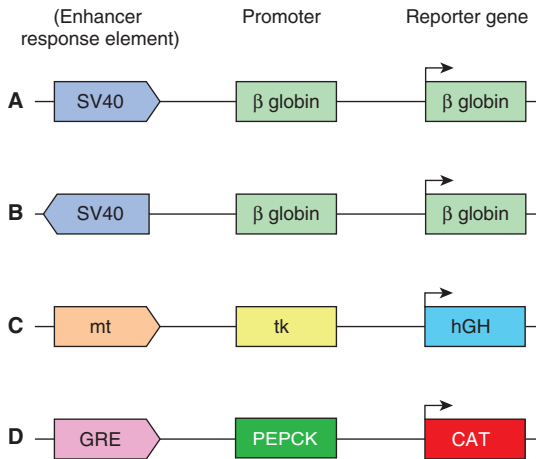 (Enhancer
response element)
Promoter
Reporter gene
A SV40 β globin β globin
B SV40 β globin β globin
C mt tk hGH
D GRE PEPCK CAT